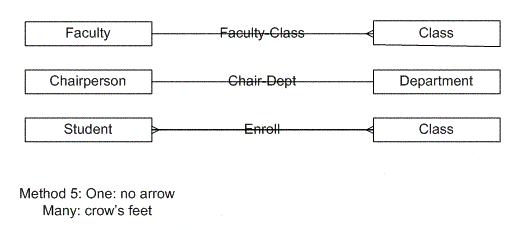 Faculty Faculty-Class Class
Chairperson Chair-Dept Department
Student Enroll Class
Method 5: One: no arrow
Many: crow's feet